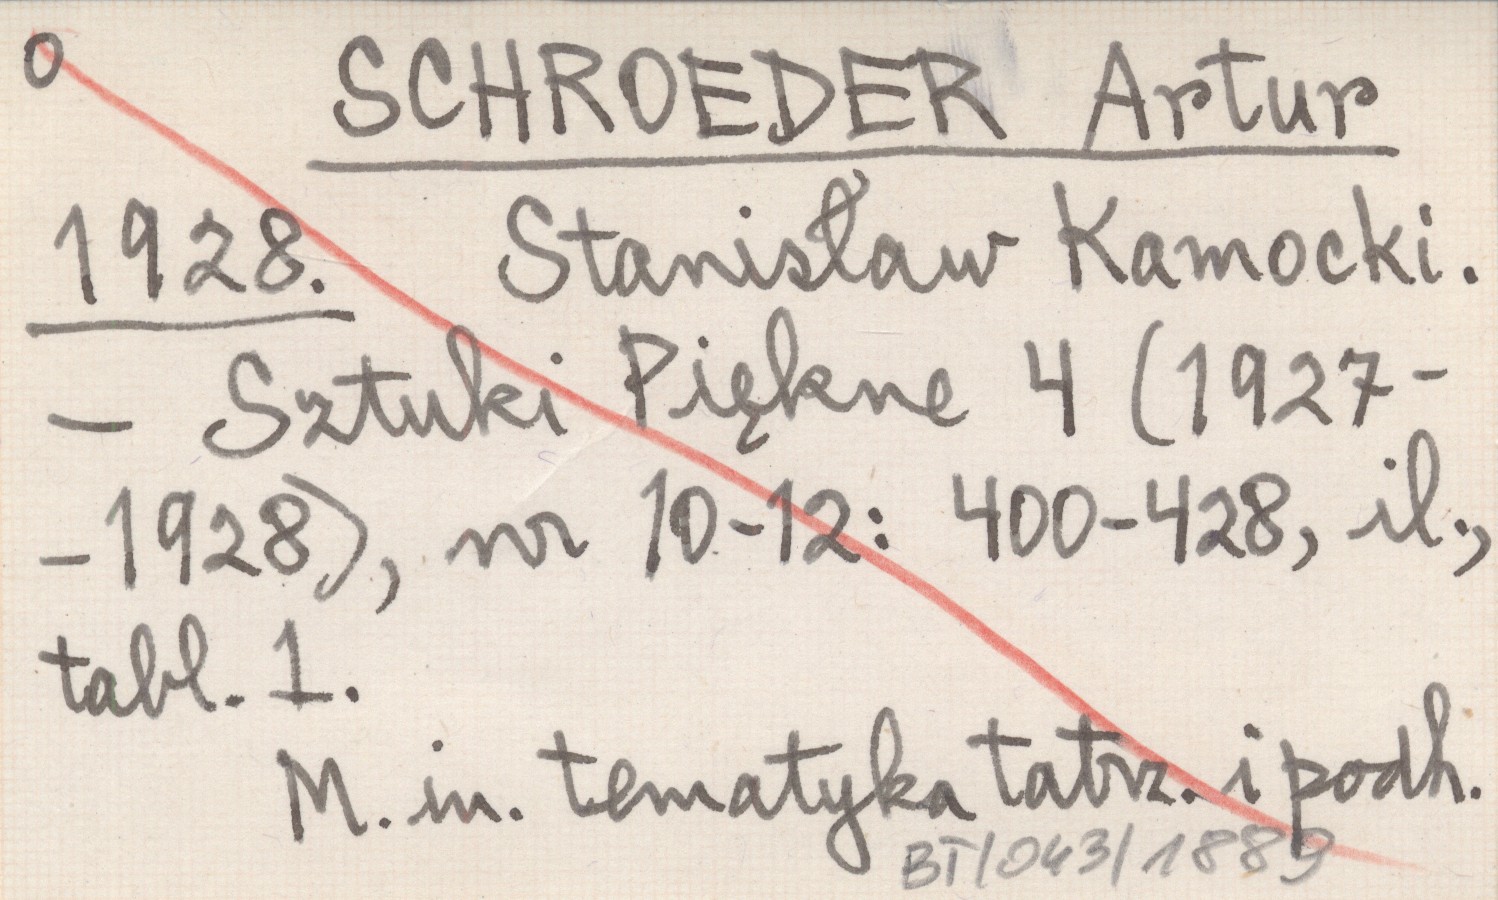 O SCHROEDER Artur
1928. Stanisław Kamocki.
– Sztuki Piękne 4 (1927-
-1928), nr 10-12: 400-428, il.,
tabl. 1.
M. in. tematyka tatrz. i podh.
BT/043/1889